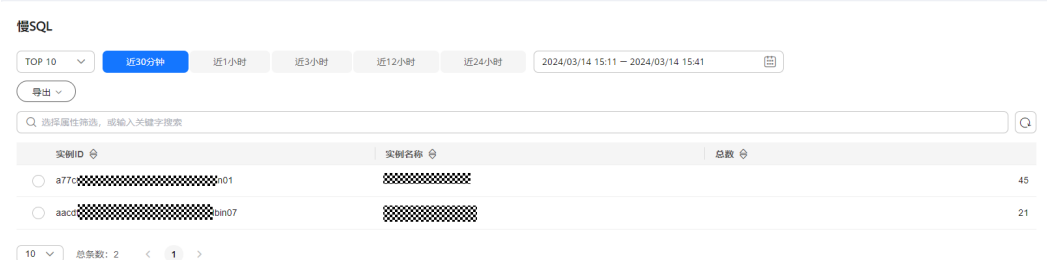 慢SQL
TOP 10 近30分钟 近1小时 近3小时 近12小时 近24小时 2024/03/14 15:11 — 2024/03/14 15:41
导出
选择属性筛选，或输入关键字搜索
实例ID 实例名称 总数
a77c n01 45
aacd bin07 21
10 总条数：2 < 1 >